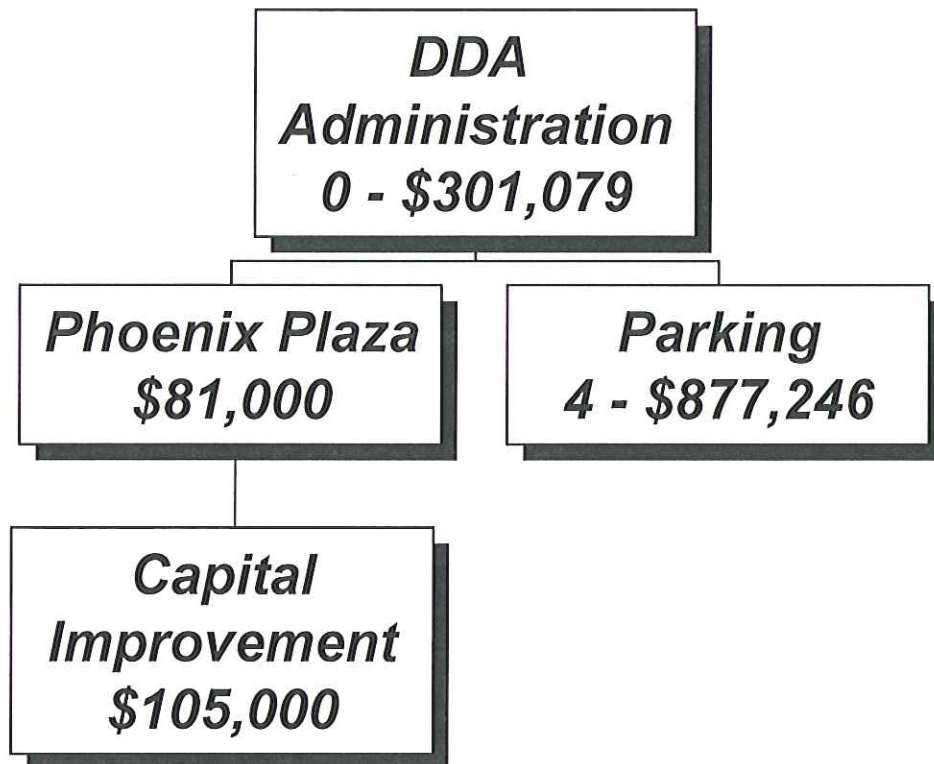 DDA
Administration
0 - $301,079
Phoenix Plaza
$81,000
Parking
4 - $877,246
Capital
Improvement
$105,000